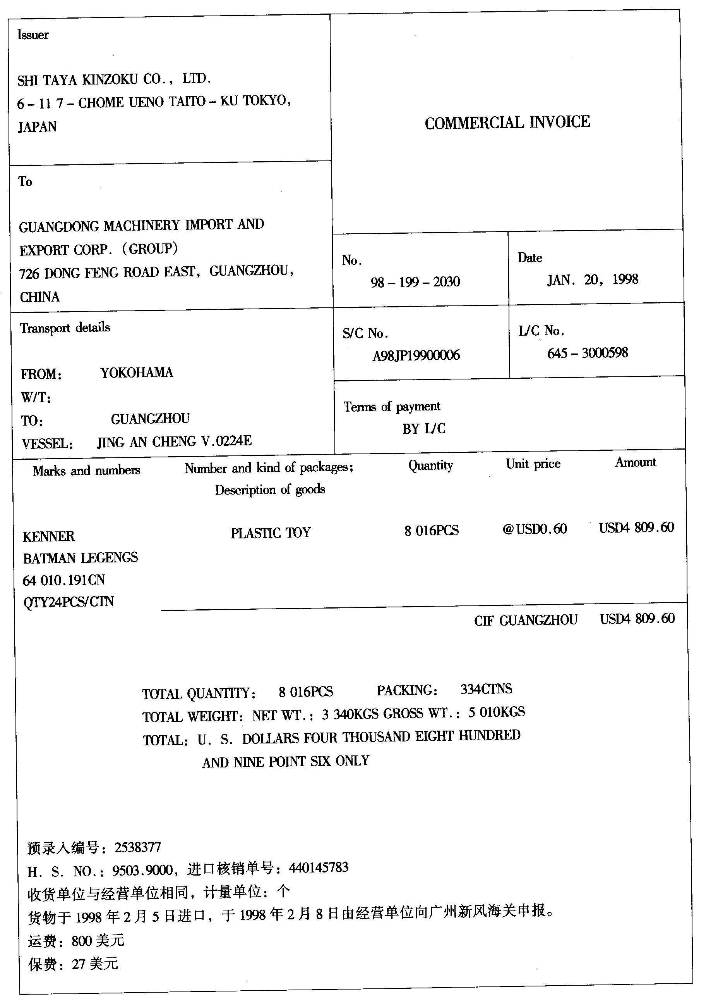 Issuer
SHI TAYA KINZOKU CO., LTD.
6-11 7-CHOME UENO TAITO-KU TOKYO,
JAPAN
COMMERCIAL INVOICE
To
GUANGDONG MACHINERY IMPORT AND
EXPORT CORP. (GROUP)
726 DONG FENG ROAD EAST, GUANGZHOU,
CHINA
No.
98-199-2030
Date
JAN. 20, 1998
Transport details
FROM: YOKOHAMA
W/T:
TO: GUANGZHOU
VESSEL: JING AN CHENG V.0224E
S/C No.
A98JP19900006
L/C No.
645-3000598
Terms of payment
BY L/C
Marks and numbers Number and kind of packages; Quantity Unit price Amount
Description of goods
KENNER PLASTIC TOY 8 016PCS @USD0.60 USD4 809.60
BATMAN LEGENGS
64 010.191CN
QTY24PCS/CTN
CIF GUANGZHOU USD4 809.60
TOTAL QUANTITY: 8 016PCS PACKING: 334CTNS
TOTAL WEIGHT: NET WT.: 3 340KGS GROSS WT.: 5 010KGS
TOTAL: U. S. DOLLARS FOUR THOUSAND EIGHT HUNDRED
AND NINE POINT SIX ONLY
预录人编号: 2538377
H. S. NO.: 9503.9000, 进口核销单号: 440145783
收货单位与经营单位相同, 计量单位: 个
货物于 1998 年 2 月 5 日进口, 于 1998 年 2 月 8 日由经营单位向广州新风海关申报。
运费: 800 美元
保费: 27 美元